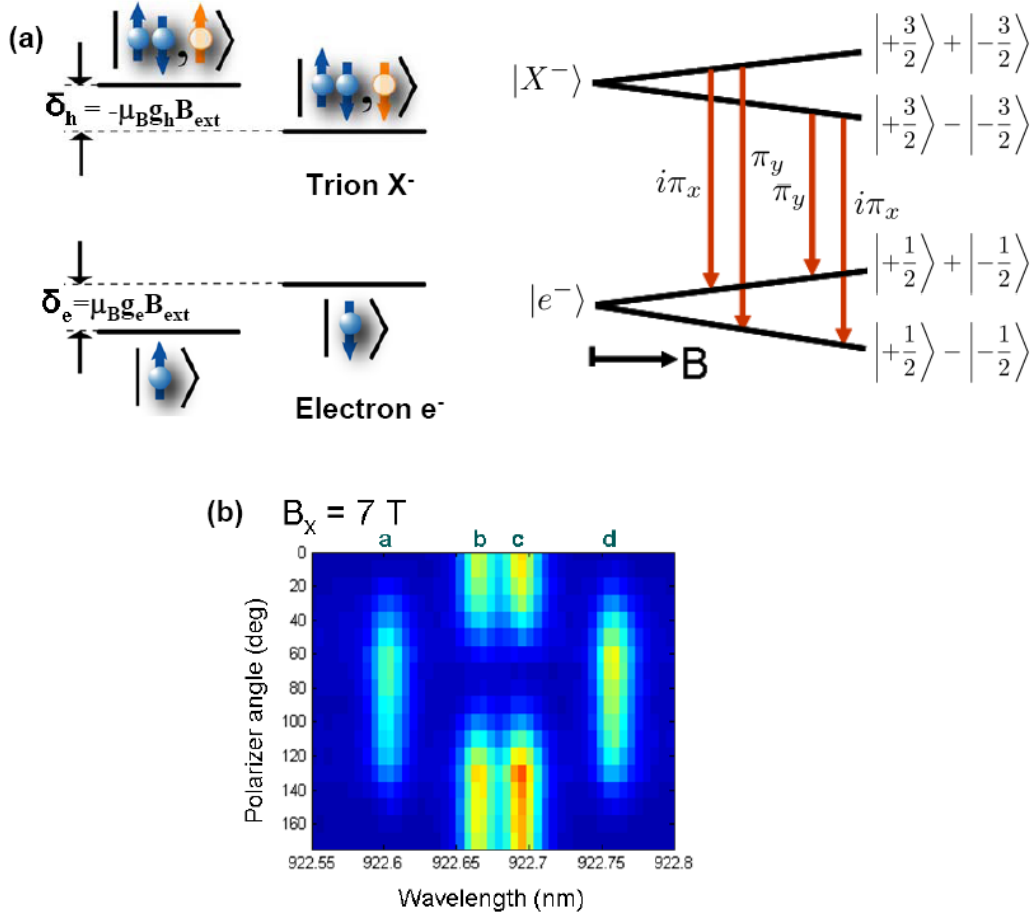 (a)
δ̄h = -μBghBext
Trion X⁻
δe=μBgeBext
Electron e⁻
|X⁻⟩
|+3/2⟩ + |-3/2⟩
|+3/2⟩ − |-3/2⟩
iπx
πy
πy
iπx
|e⁻⟩
|+1/2⟩ + |-1/2⟩
|+1/2⟩ − |-1/2⟩
B
(b) Bx = 7 T
a b c d
Polarizer angle (deg)
0
20
40
60
80
100
120
140
160
922.55 922.6 922.65 922.7 922.75 922.8
Wavelength (nm)